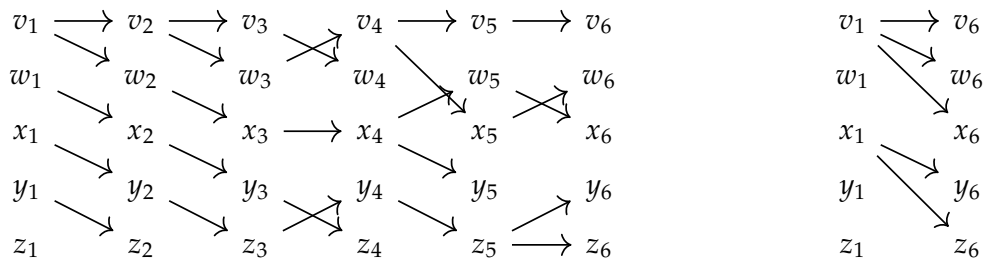 v₁ v₂ v₃ v₄ v₅ v₆ v₁ v₆
w₁ w₂ w₃ w₄ w₅ w₆ w₁ w₆
x₁ x₂ x₃ x₄ x₅ x₆ x₁ x₆
y₁ y₂ y₃ y₄ y₅ y₆ y₁ y₆
z₁ z₂ z₃ z₄ z₅ z₆ z₁ z₆